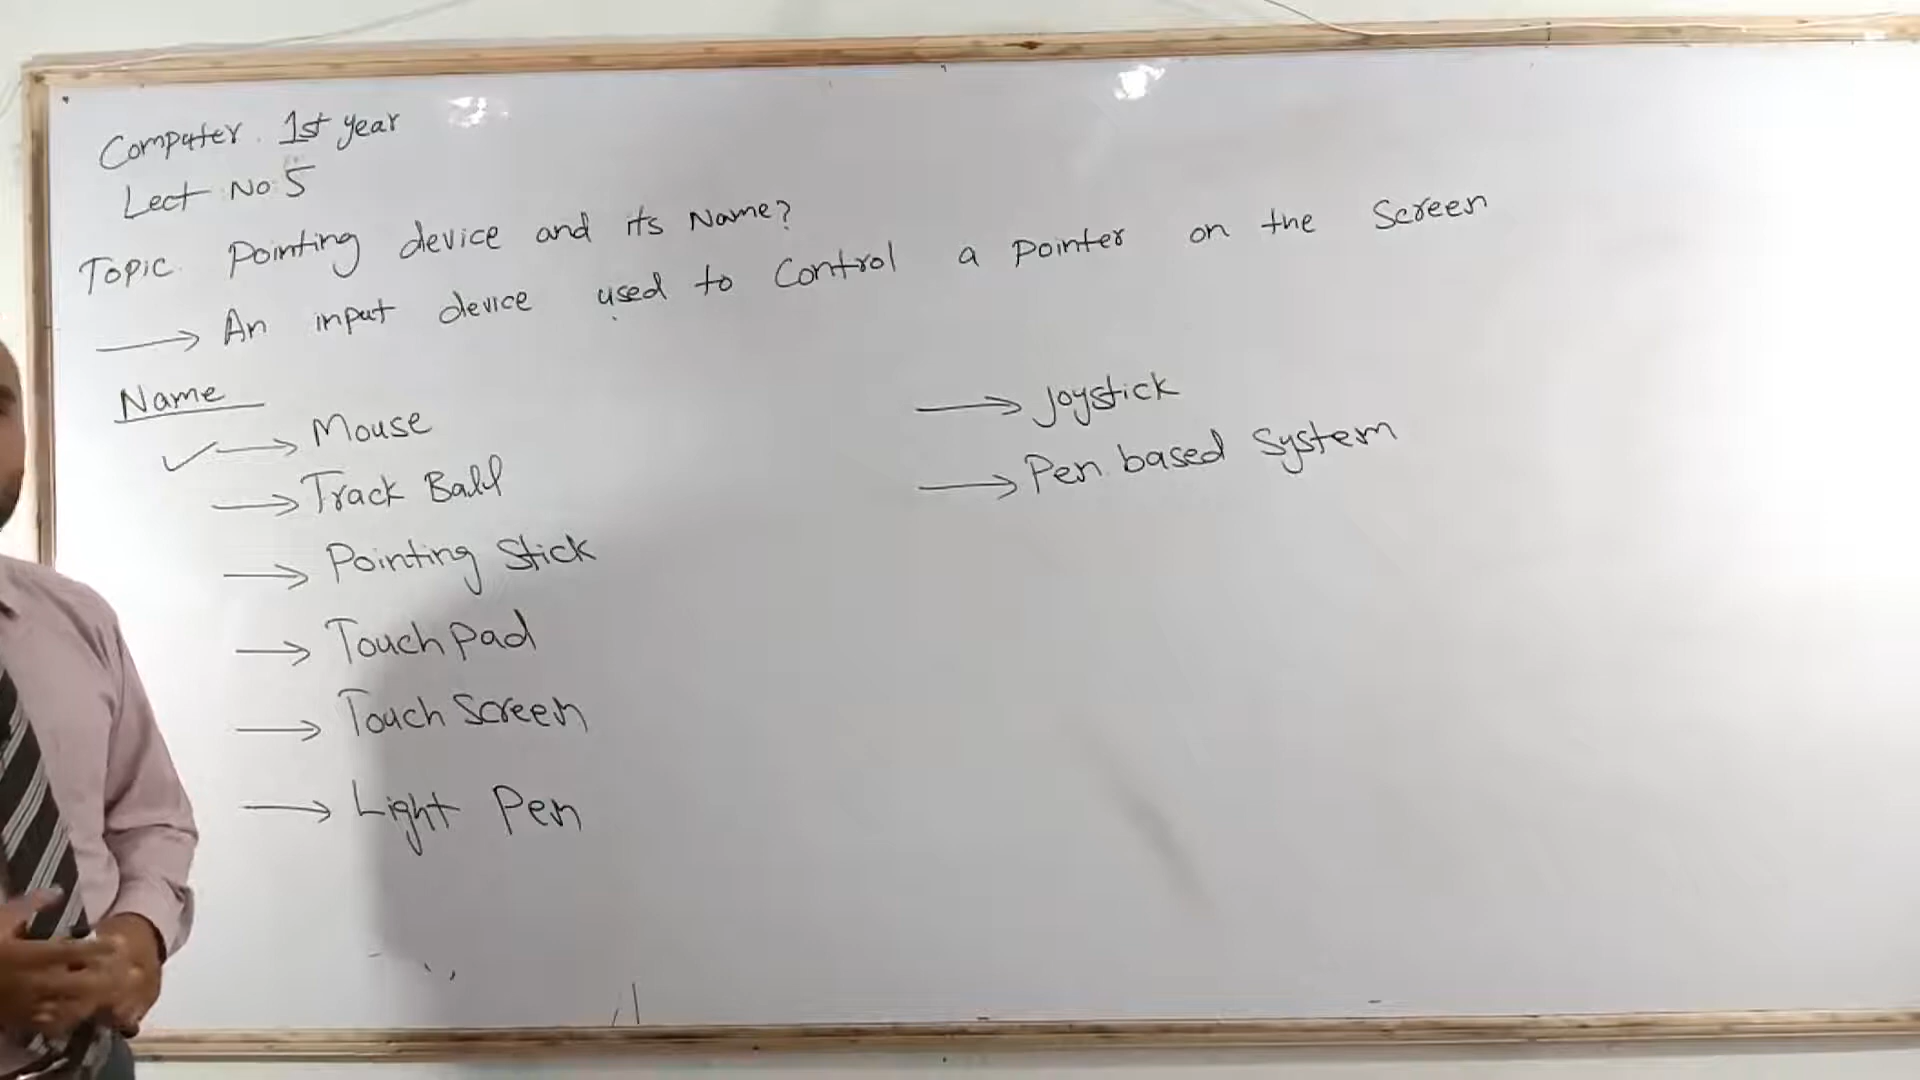 Computer. 1st year
Lect No: 5
Topic. Pointing device and its Name?
→ An input device used to Control a pointer on the Screen
Name
✓→ Mouse
→ Track Ball
→ Pointing Stick
→ Touch pad
→ Touch Screen
→ Light Pen
→ Joystick
→ Pen based System